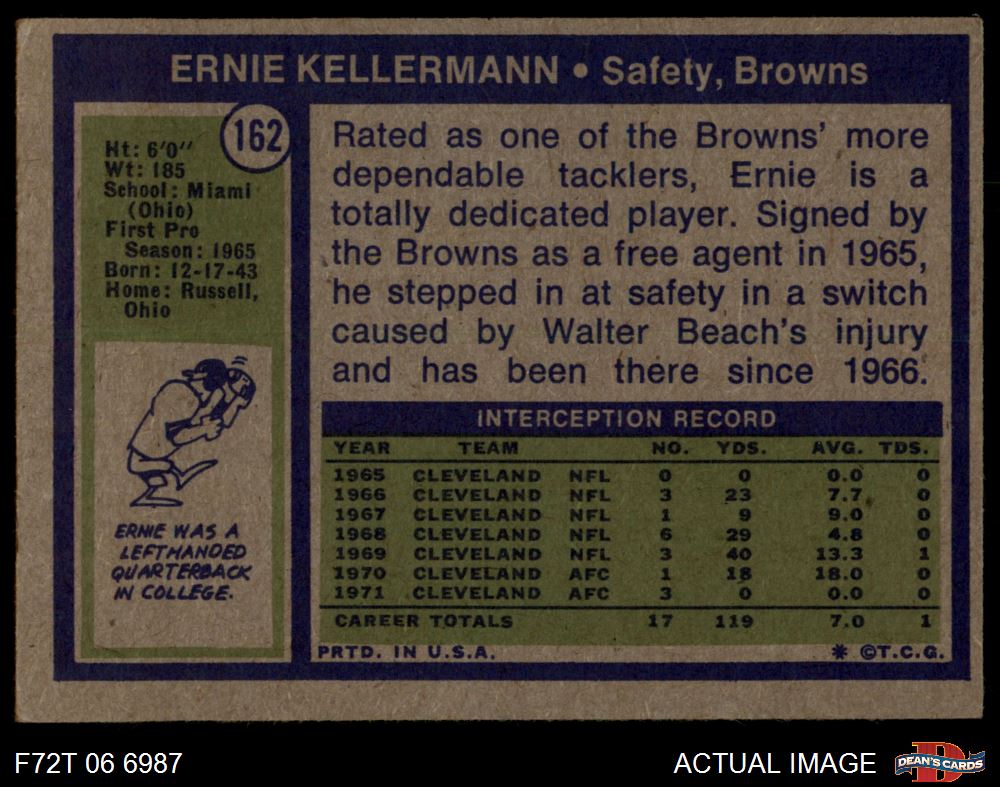 ERNIE KELLERMANN • Safety, Browns
162
Ht: 6'0"
Wt: 185
School: Miami
(Ohio)
First Pro
Season: 1965
Born: 12-17-43
Home: Russell,
Ohio
ERNIE WAS A
LEFTHANDED
QUARTERBACK
IN COLLEGE.
Rated as one of the Browns' more
dependable tacklers, Ernie is a
totally dedicated player. Signed by
the Browns as a free agent in 1965,
he stepped in at safety in a switch
caused by Walter Beach's injury
and has been there since 1966.
INTERCEPTION RECORD
YEAR TEAM NO. YDS. AVG. TDS.
1965 CLEVELAND NFL 0 0 0.0 0
1966 CLEVELAND NFL 3 23 7.7 0
1967 CLEVELAND NFL 1 9 9.0 0
1968 CLEVELAND NFL 6 29 4.8 0
1969 CLEVELAND NFL 3 40 13.3 1
1970 CLEVELAND AFC 1 18 18.0 0
1971 CLEVELAND AFC 3 0 0.0 0
CAREER TOTALS 17 119 7.0 1
PRTD. IN U.S.A. * ©T.C.G.
F72T 06 6987 ACTUAL IMAGE DEAN'S CARDS